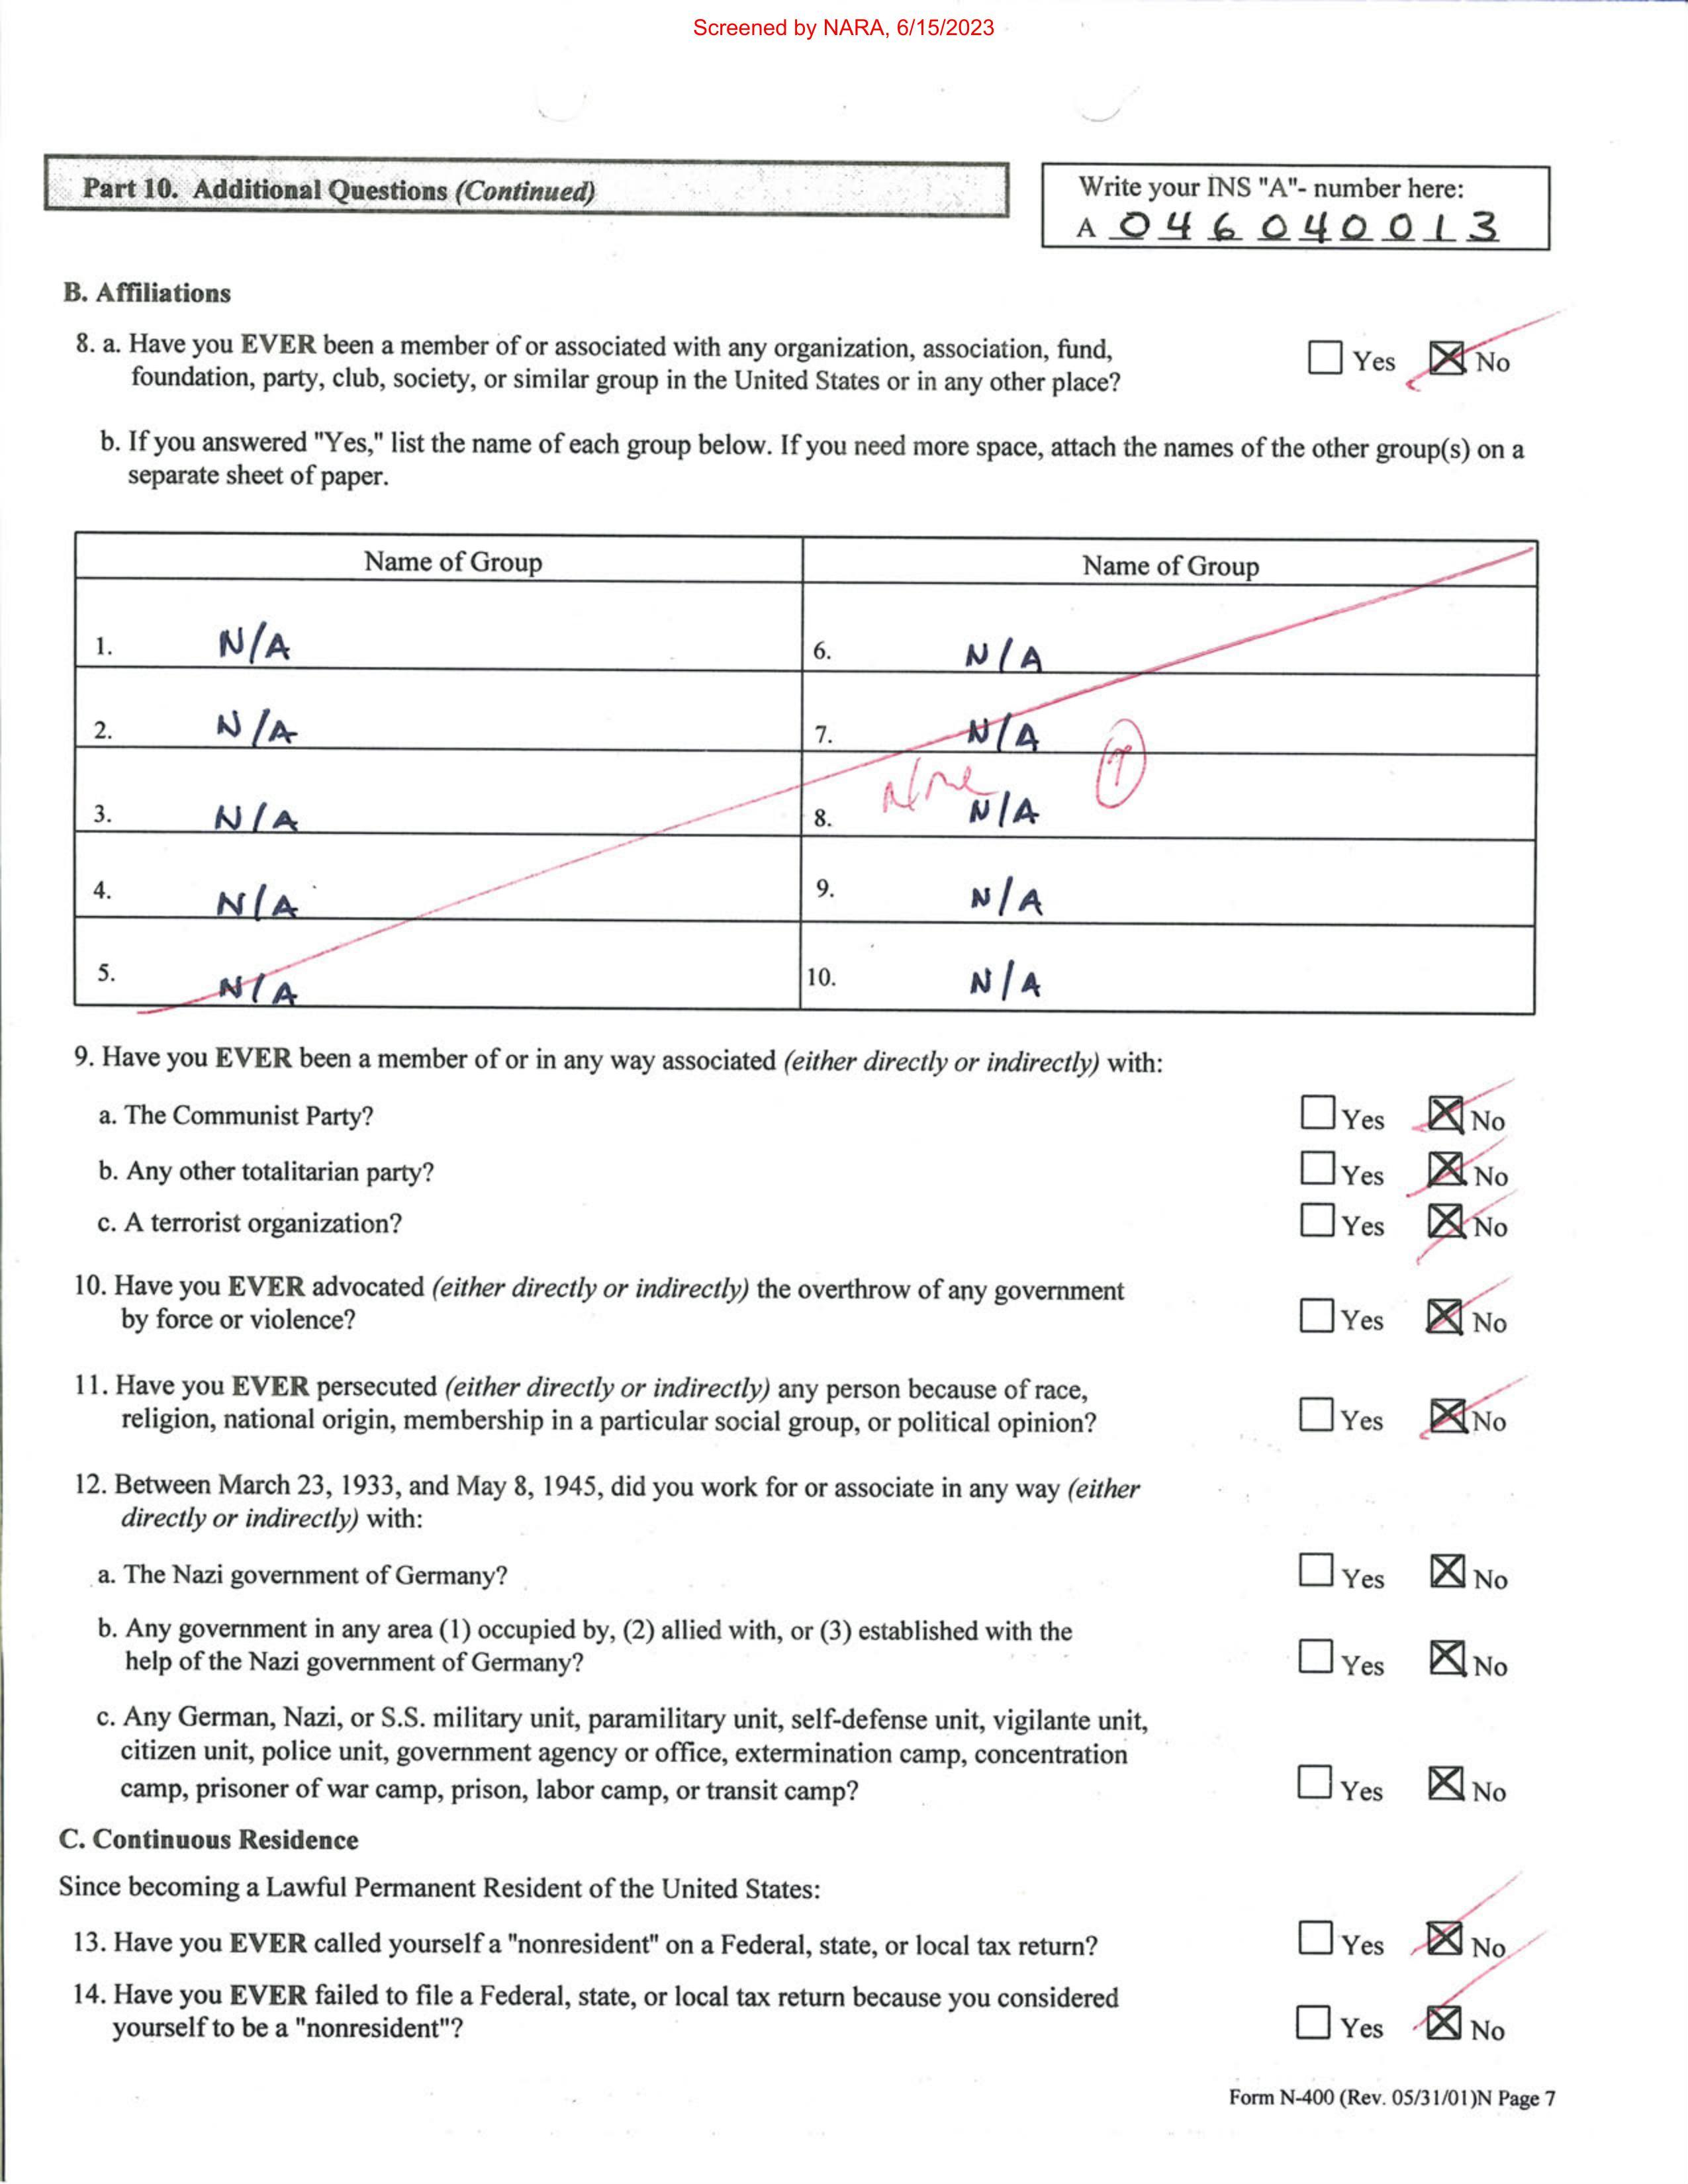 Screened by NARA, 6/15/2023
Part 10. Additional Questions (Continued)
Write your INS "A"- number here:
A 046040013
B. Affiliations
8. a. Have you EVER been a member of or associated with any organization, association, fund,
foundation, party, club, society, or similar group in the United States or in any other place?
Yes No
b. If you answered "Yes," list the name of each group below. If you need more space, attach the names of the other group(s) on a
separate sheet of paper.
Name of Group Name of Group
1. N/A 6. N/A
2. N/A 7. N/A
None
3. N/A 8. N/A
4. N/A 9. N/A
5. N/A 10. N/A
9. Have you EVER been a member of or in any way associated (either directly or indirectly) with:
a. The Communist Party? Yes No
b. Any other totalitarian party? Yes No
c. A terrorist organization? Yes No
10. Have you EVER advocated (either directly or indirectly) the overthrow of any government
by force or violence? Yes No
11. Have you EVER persecuted (either directly or indirectly) any person because of race,
religion, national origin, membership in a particular social group, or political opinion? Yes No
12. Between March 23, 1933, and May 8, 1945, did you work for or associate in any way (either
directly or indirectly) with:
a. The Nazi government of Germany? Yes No
b. Any government in any area (1) occupied by, (2) allied with, or (3) established with the
help of the Nazi government of Germany? Yes No
c. Any German, Nazi, or S.S. military unit, paramilitary unit, self-defense unit, vigilante unit,
citizen unit, police unit, government agency or office, extermination camp, concentration
camp, prisoner of war camp, prison, labor camp, or transit camp? Yes No
C. Continuous Residence
Since becoming a Lawful Permanent Resident of the United States:
13. Have you EVER called yourself a "nonresident" on a Federal, state, or local tax return? Yes No
14. Have you EVER failed to file a Federal, state, or local tax return because you considered
yourself to be a "nonresident"? Yes No
Form N-400 (Rev. 05/31/01)N Page 7